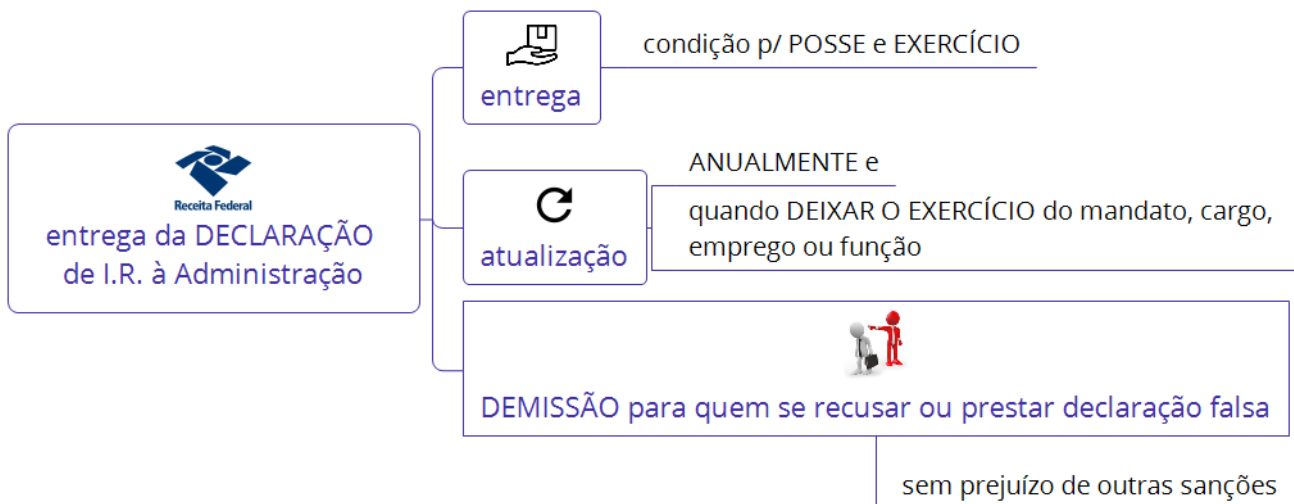 condição p/ POSSE e EXERCÍCIO
entrega
Receita Federal
entrega da DECLARAÇÃO
de I.R. à Administração
ANUALMENTE e
quando DEIXAR O EXERCÍCIO do mandato, cargo,
emprego ou função
atualização
DEMISSÃO para quem se recusar ou prestar declaração falsa
sem prejuízo de outras sanções